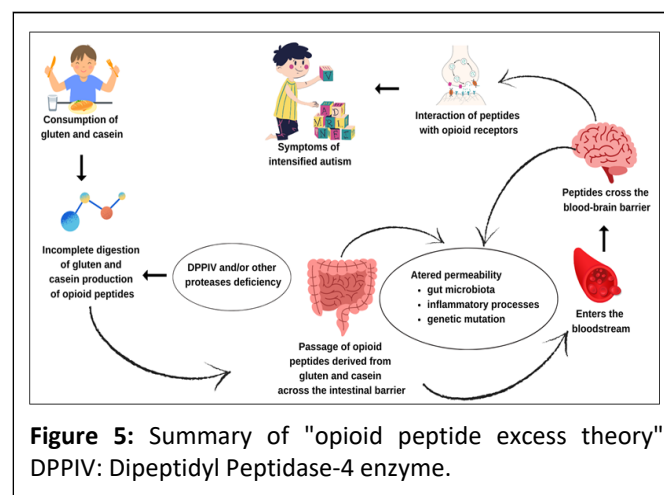 Consumption of
gluten and casein
Symptoms of
intensified autism
Interaction of peptides
with opioid receptors
Peptides cross the
blood-brain barrier
Incomplete digestion
of gluten and
casein production
of opioid peptides
DPPIV and/or other
proteases deficiency
Passage of opioid
peptides derived from
gluten and casein
across the intestinal barrier
Atered permeability
• gut microbiota
• inflammatory processes
• genetic mutation
Enters the
bloodstream
Figure 5: Summary of "opioid peptide excess theory"
DPPIV: Dipeptidyl Peptidase-4 enzyme.